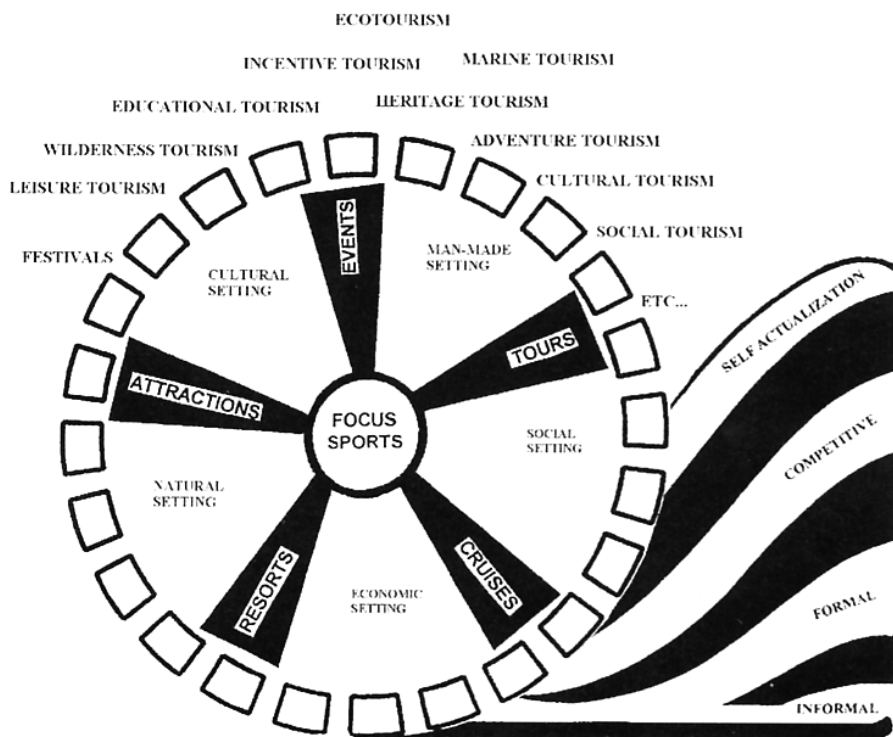 ECOTOURISM
INCENTIVE TOURISM
MARINE TOURISM
EDUCATIONAL TOURISM
HERITAGE TOURISM
WILDERNESS TOURISM
ADVENTURE TOURISM
LEISURE TOURISM
CULTURAL TOURISM
FESTIVALS
SOCIAL TOURISM
ETC...
EVENTS
CULTURAL
SETTING
MAN-MADE
SETTING
TOURS
ATTRACTIONS
FOCUS
SPORTS
SOCIAL
SETTING
NATURAL
SETTING
RESORTS
ECONOMIC
SETTING
CRUISES
SELF ACTUALIZATION
COMPETITIVE
FORMAL
INFORMAL